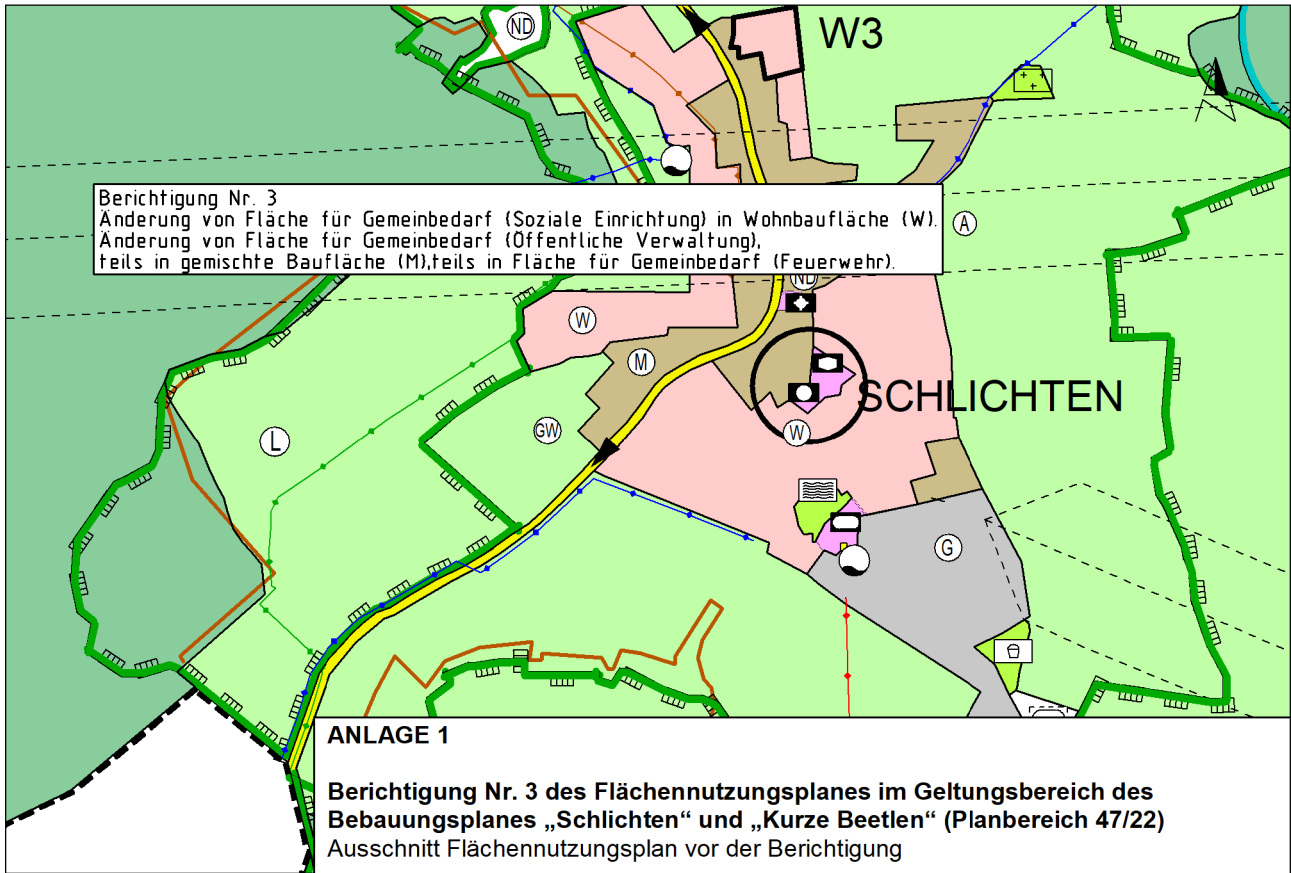 ND
W3
Berichtigung Nr. 3
Änderung von Fläche für Gemeinbedarf (Soziale Einrichtung) in Wohnbaufläche (W).
Änderung von Fläche für Gemeinbedarf (Öffentliche Verwaltung),
teils in gemischte Baufläche (M),teils in Fläche für Gemeinbedarf (Feuerwehr).
A
ND
W
M
SCHLICHTEN
L
GW
W
G
ANLAGE 1
Berichtigung Nr. 3 des Flächennutzungsplanes im Geltungsbereich des
Bebauungsplanes „Schlichten“ und „Kurze Beetlen“ (Planbereich 47/22)
Ausschnitt Flächennutzungsplan vor der Berichtigung